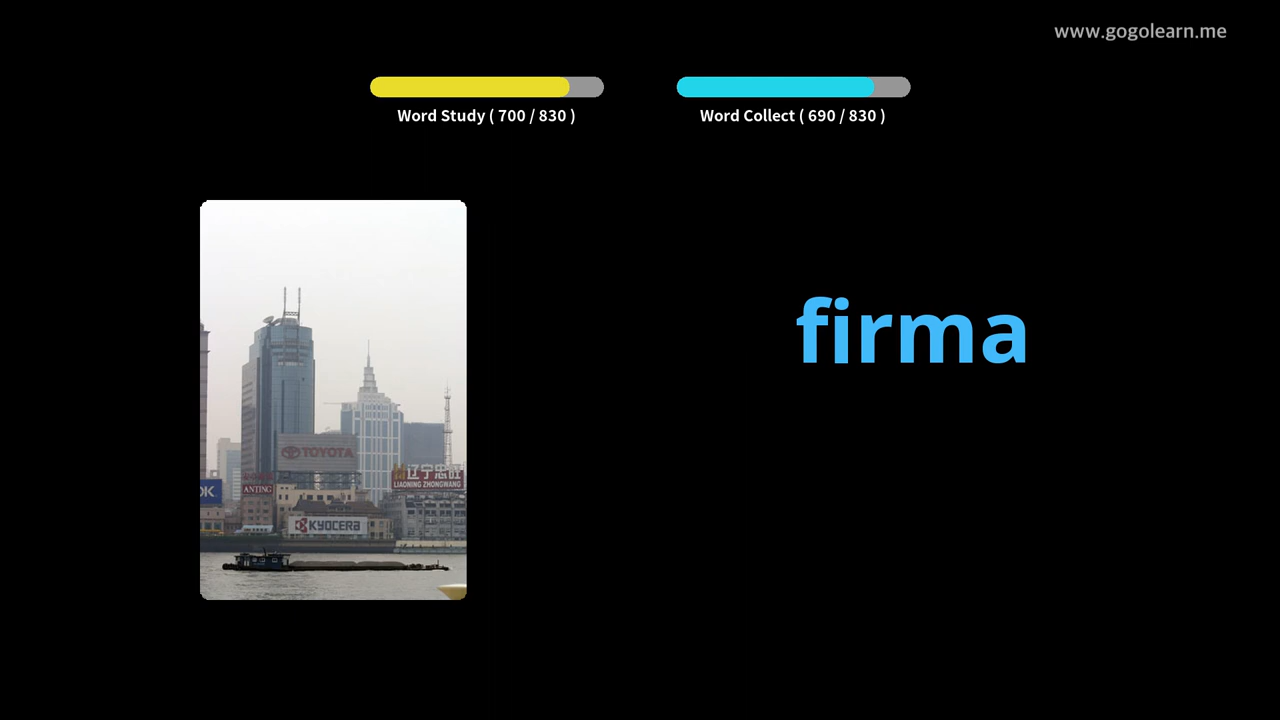 www.gogolearn.me
Word Study ( 700 / 830 )
Word Collect ( 690 / 830 )
firma
TOYOTA
辽宁忠旺
LIAONING ZHONGWANG
OK
ANTING
KYOCERA